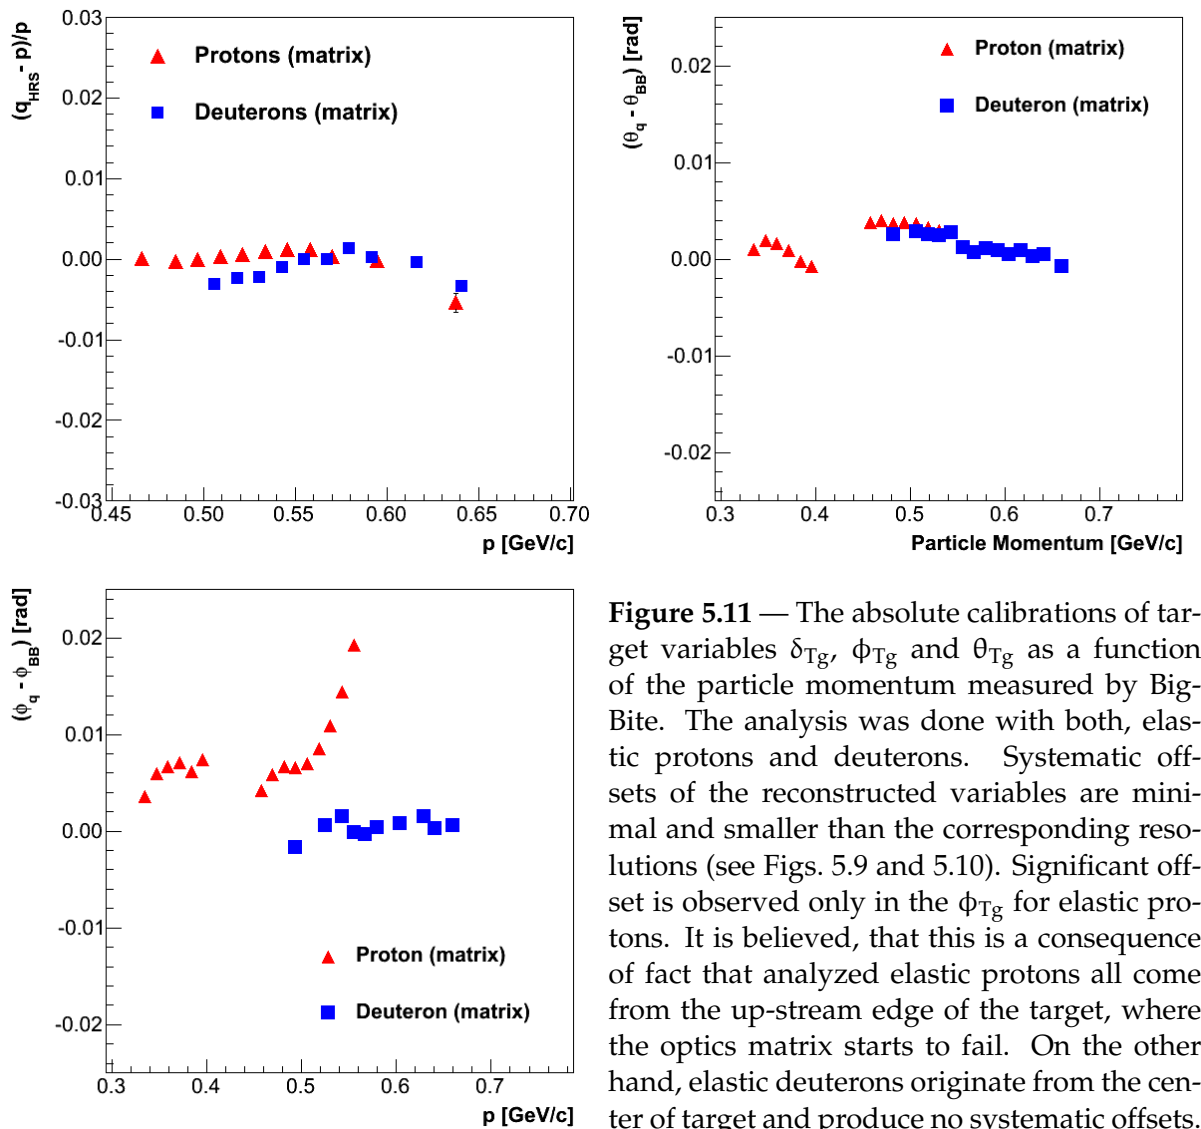 (q_HRS - p)/p
0.03
0.02
0.01
0.00
-0.01
-0.02
-0.03
Protons (matrix)
Deuterons (matrix)
0.45 0.50 0.55 0.60 0.65 0.70
p [GeV/c]
(θ_q - θ_BB) [rad]
0.02
0.01
0.00
-0.01
-0.02
Proton (matrix)
Deuteron (matrix)
0.3 0.4 0.5 0.6 0.7
Particle Momentum [GeV/c]
(ϕ_q - ϕ_BB) [rad]
0.02
0.01
0.00
-0.01
-0.02
Proton (matrix)
Deuteron (matrix)
0.3 0.4 0.5 0.6 0.7
p [GeV/c]
Figure 5.11 — The absolute calibrations of tar-
get variables δ_Tg, ϕ_Tg and θ_Tg as a function
of the particle momentum measured by Big-
Bite. The analysis was done with both, elas-
tic protons and deuterons. Systematic off-
sets of the reconstructed variables are mini-
mal and smaller than the corresponding reso-
lutions (see Figs. 5.9 and 5.10). Significant off-
set is observed only in the ϕ_Tg for elastic pro-
tons. It is believed, that this is a consequence
of fact that analyzed elastic protons all come
from the up-stream edge of the target, where
the optics matrix starts to fail. On the other
hand, elastic deuterons originate from the cen-
ter of target and produce no systematic offsets.